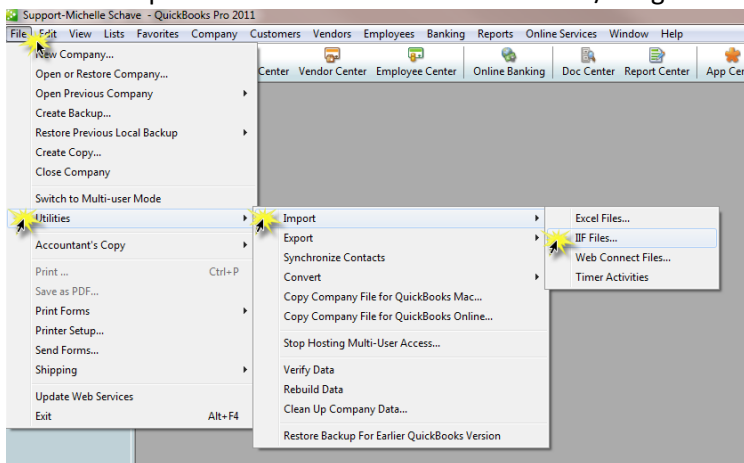 Support-Michelle Schave - QuickBooks Pro 2011
File Edit View Lists Favorites Company Customers Vendors Employees Banking Reports Online Services Window Help
New Company...
Center Vendor Center Employee Center Online Banking Doc Center Report Center App Cen
Open or Restore Company...
Open Previous Company
Create Backup...
Restore Previous Local Backup
Create Copy...
Close Company
Switch to Multi-user Mode
Utilities
Import
Excel Files...
Export
IIF Files...
Accountant's Copy
Synchronize Contacts
Web Connect Files...
Print ... Ctrl+P
Convert
Timer Activities
Save as PDF...
Copy Company File for QuickBooks Mac...
Print Forms
Copy Company File for QuickBooks Online...
Printer Setup...
Send Forms...
Stop Hosting Multi-User Access...
Shipping
Verify Data
Update Web Services
Rebuild Data
Exit Alt+F4
Clean Up Company Data...
Restore Backup For Earlier QuickBooks Version